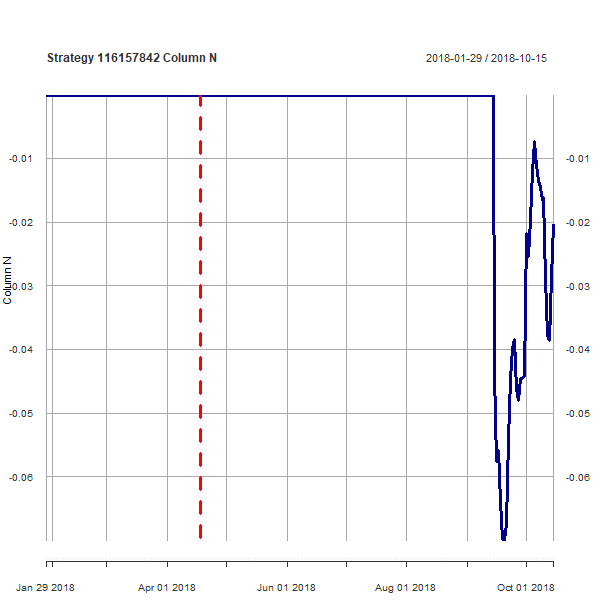 Strategy 116157842 Column N
2018-01-29 / 2018-10-15
-0.01
-0.02
-0.03
-0.04
-0.05
-0.06
Column N
-0.01
-0.02
-0.03
-0.04
-0.05
-0.06
Jan 29 2018
Apr 01 2018
Jun 01 2018
Aug 01 2018
Oct 01 2018